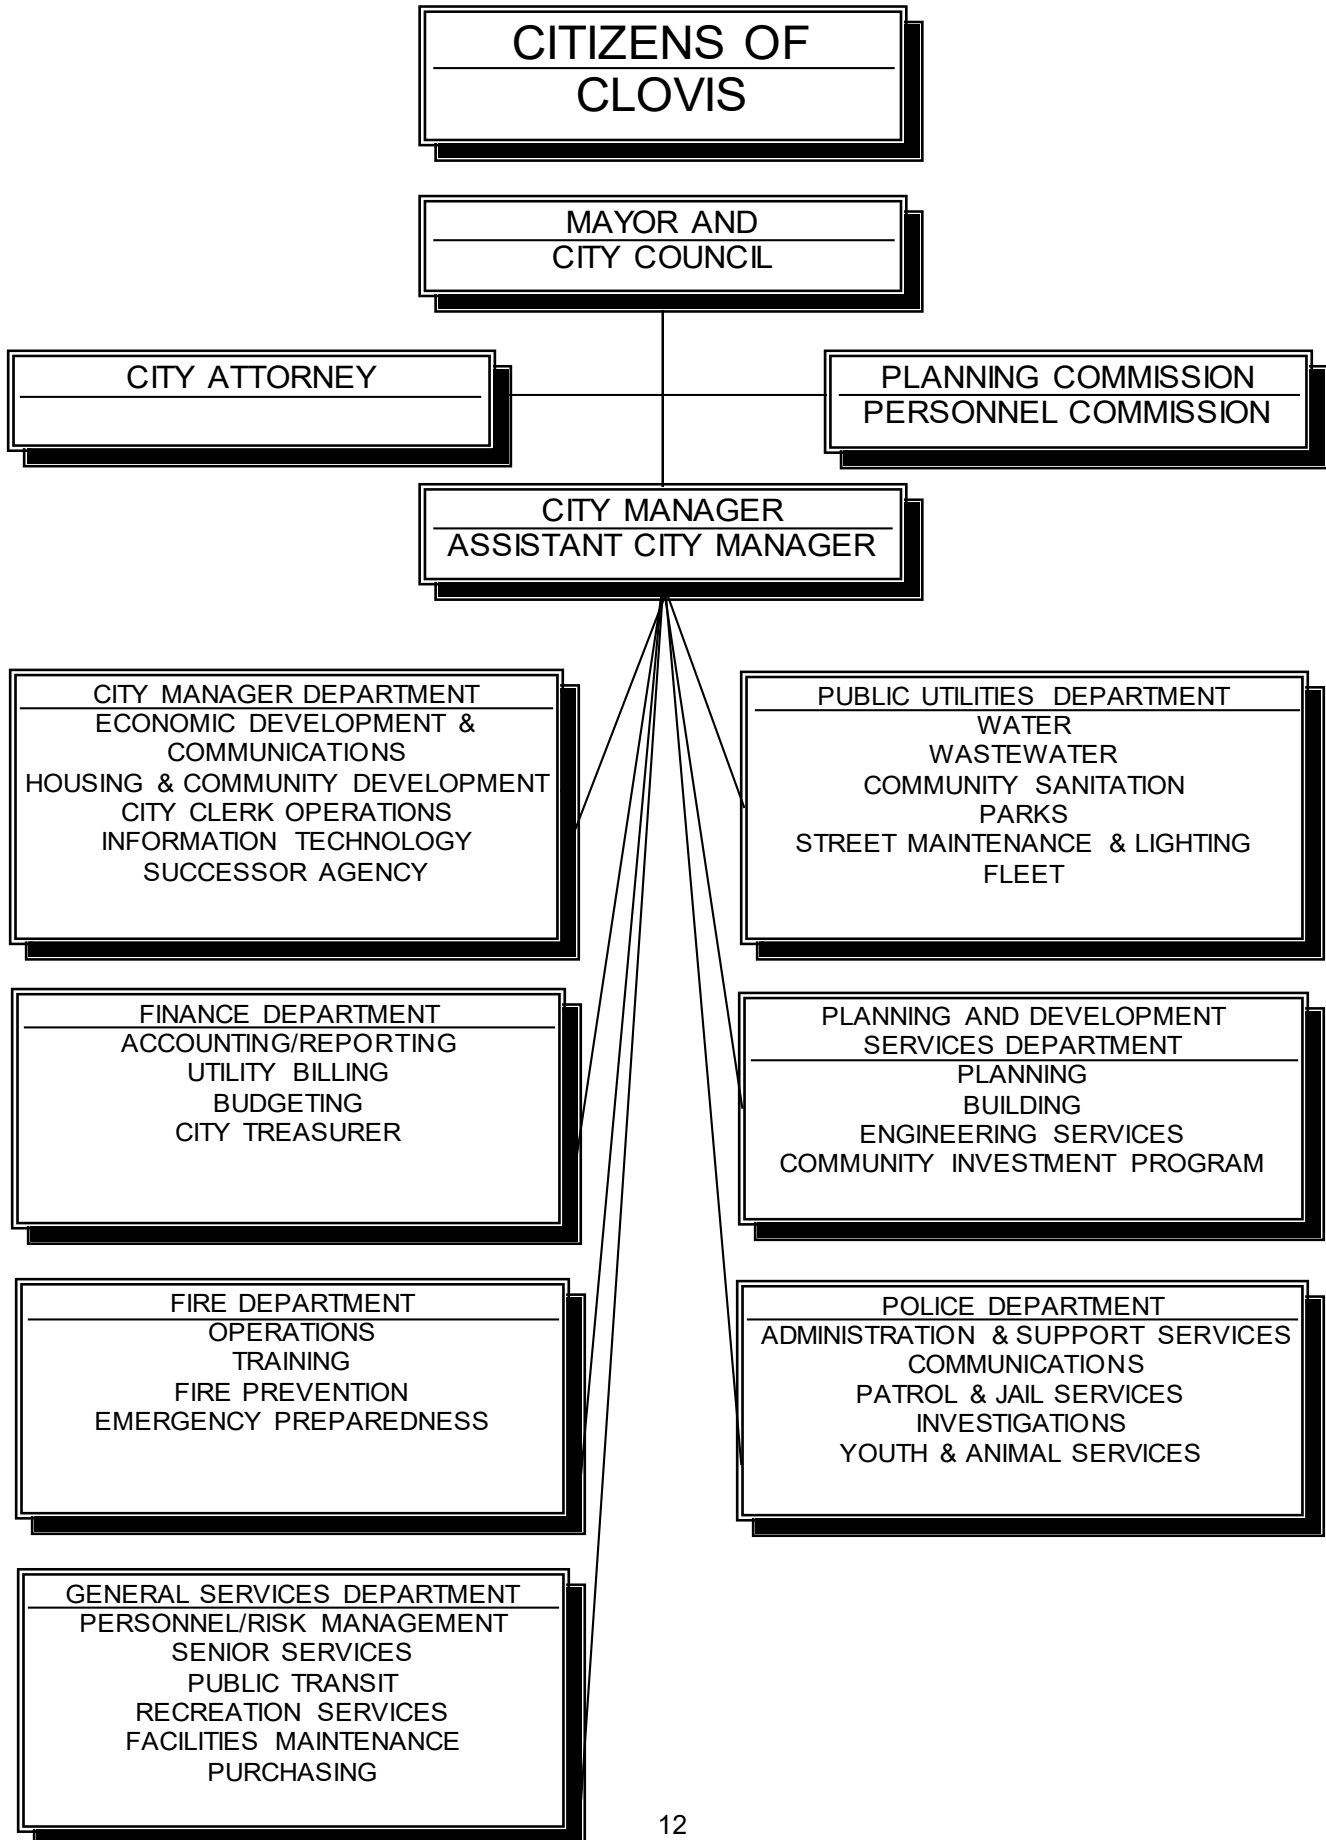 CITIZENS OF
CLOVIS
MAYOR AND
CITY COUNCIL
CITY ATTORNEY
PLANNING COMMISSION
PERSONNEL COMMISSION
CITY MANAGER
ASSISTANT CITY MANAGER
CITY MANAGER DEPARTMENT
ECONOMIC DEVELOPMENT &
COMMUNICATIONS
HOUSING & COMMUNITY DEVELOPMENT
CITY CLERK OPERATIONS
INFORMATION TECHNOLOGY
SUCCESSOR AGENCY
PUBLIC UTILITIES DEPARTMENT
WATER
WASTEWATER
COMMUNITY SANITATION
PARKS
STREET MAINTENANCE & LIGHTING
FLEET
FINANCE DEPARTMENT
ACCOUNTING/REPORTING
UTILITY BILLING
BUDGETING
CITY TREASURER
PLANNING AND DEVELOPMENT
SERVICES DEPARTMENT
PLANNING
BUILDING
ENGINEERING SERVICES
COMMUNITY INVESTMENT PROGRAM
FIRE DEPARTMENT
OPERATIONS
TRAINING
FIRE PREVENTION
EMERGENCY PREPAREDNESS
POLICE DEPARTMENT
ADMINISTRATION & SUPPORT SERVICES
COMMUNICATIONS
PATROL & JAIL SERVICES
INVESTIGATIONS
YOUTH & ANIMAL SERVICES
GENERAL SERVICES DEPARTMENT
PERSONNEL/RISK MANAGEMENT
SENIOR SERVICES
PUBLIC TRANSIT
RECREATION SERVICES
FACILITIES MAINTENANCE
PURCHASING
12